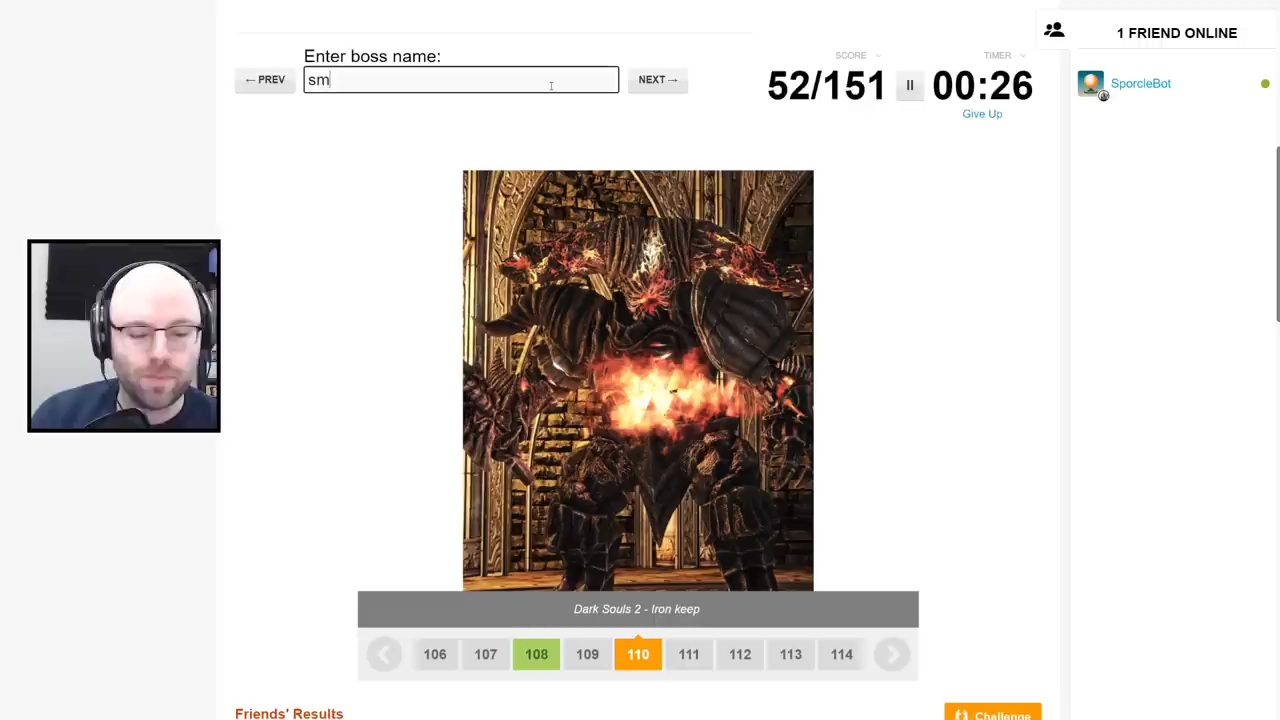 1 FRIEND ONLINE
Enter boss name:
← PREV
sm
NEXT →
SCORE
52/151
TIMER
00:26
Give Up
SporcleBot
Dark Souls 2 - Iron keep
106 107 108 109 110 111 112 113 114
Friends' Results
Challenge